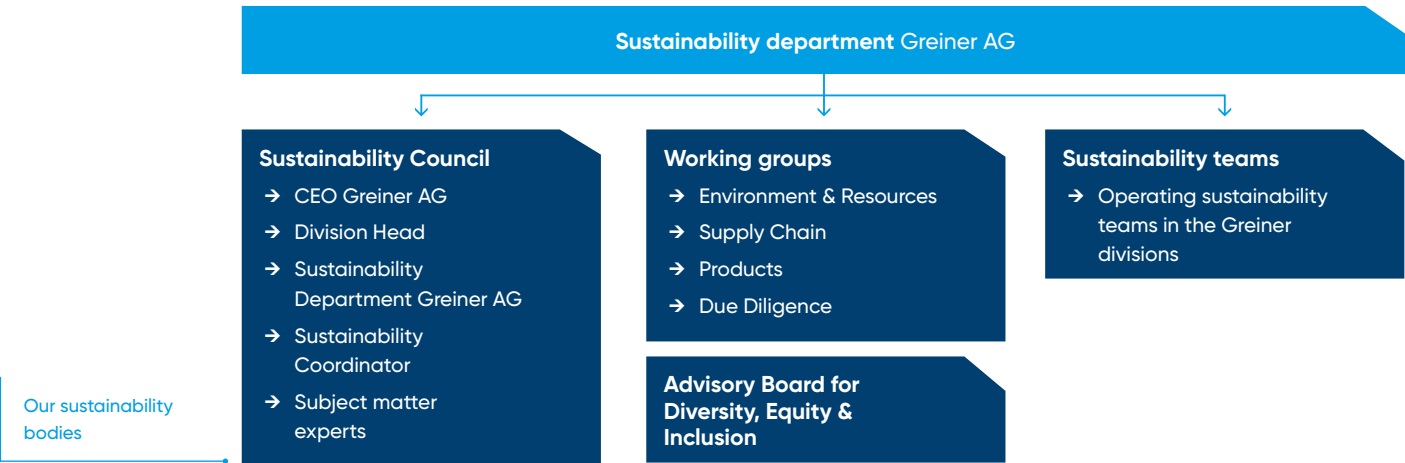 Sustainability department Greiner AG
Sustainability Council
→ CEO Greiner AG
→ Division Head
→ Sustainability
Department Greiner AG
→ Sustainability
Coordinator
→ Subject matter
experts
Working groups
→ Environment & Resources
→ Supply Chain
→ Products
→ Due Diligence
Advisory Board for
Diversity, Equity &
Inclusion
Sustainability teams
→ Operating sustainability
teams in the Greiner
divisions
Our sustainability
bodies